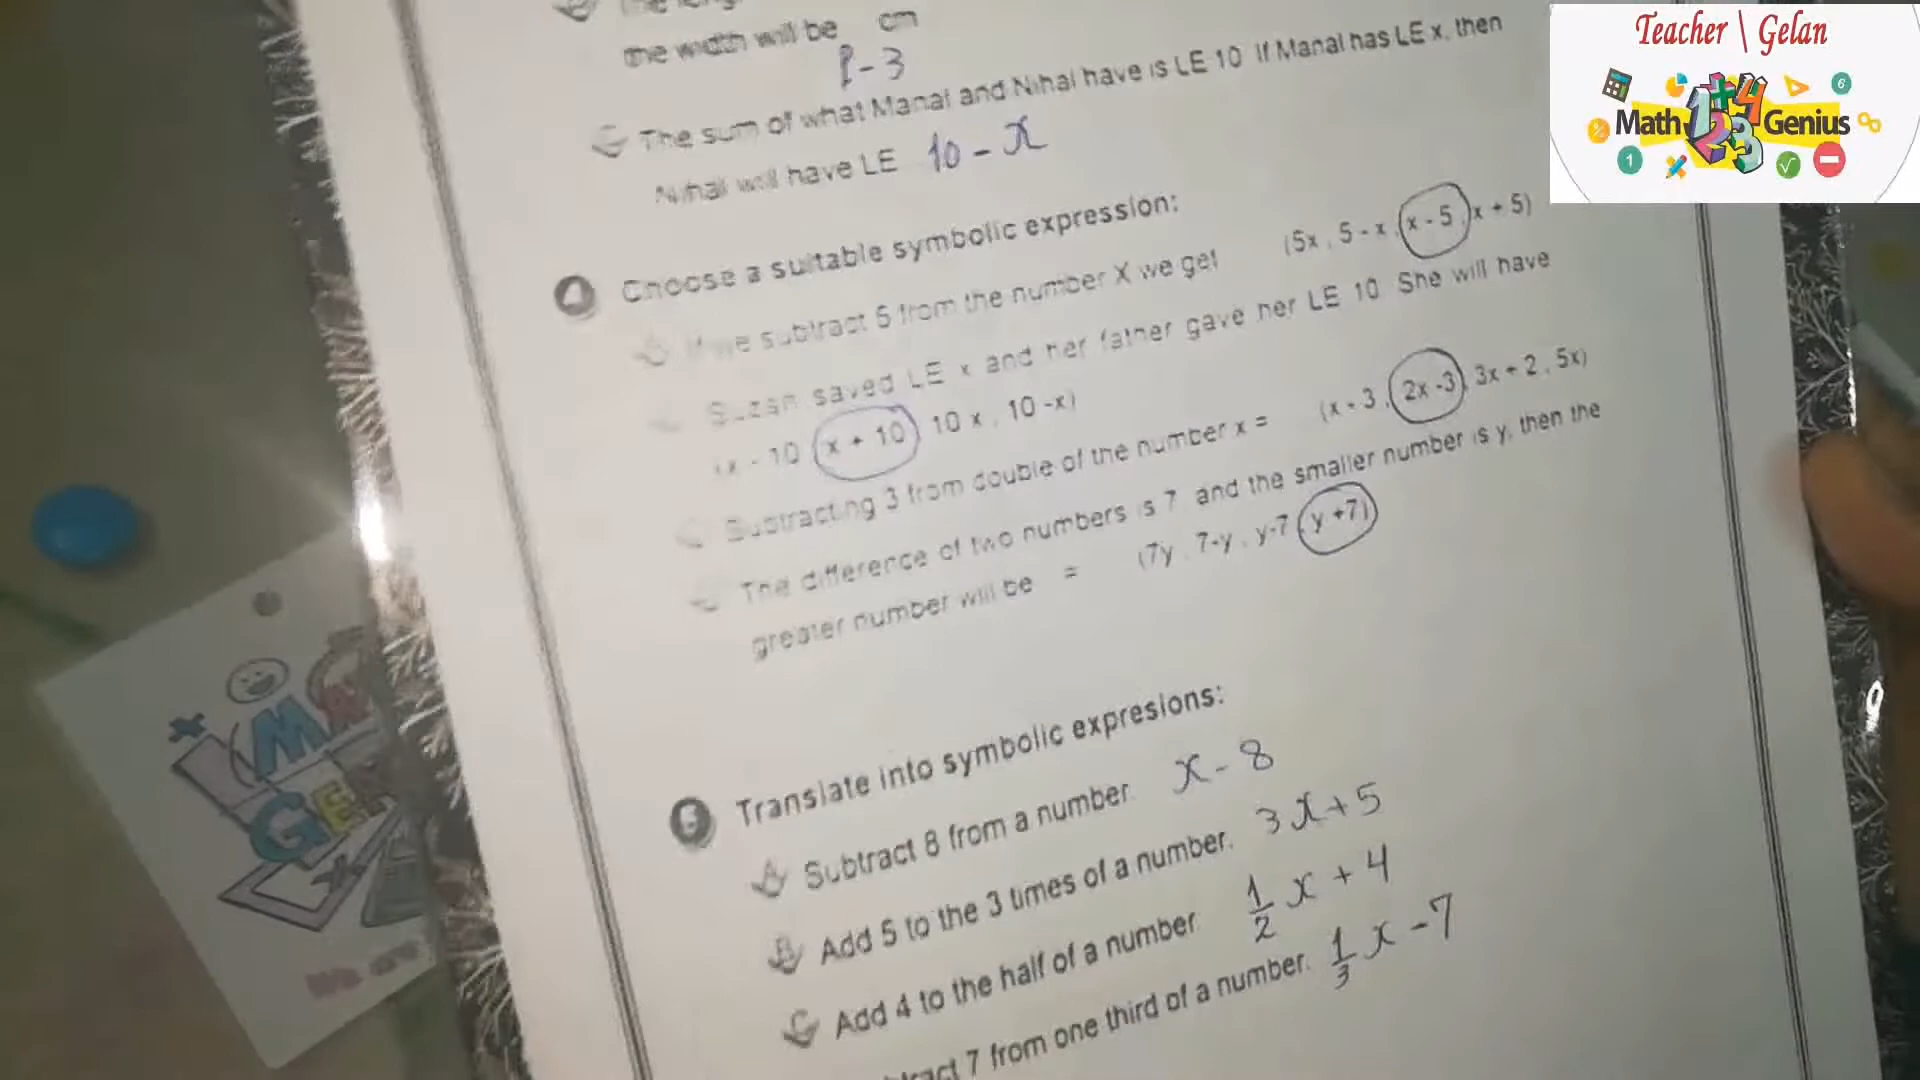 the width will be cm
l - 3
The sum of what Manal and Nihal have is LE 10 If Manal has LE x, then
Nihal will have LE 10 - x
4 Choose a suitable symbolic expression:
If we subtract 5 from the number X we get (5x , 5 - x , x - 5 , x + 5)
Suzan saved LE x and her father gave her LE 10 She will have
(x - 10 , x + 10 , 10 x , 10 -x)
Subtracting 3 from double of the number x = (x - 3 , 2x -3 , 3x + 2 , 5x)
The difference of two numbers is 7 and the smaller number is y, then the
greater number will be = (7y , 7-y , y-7 , y +7)
5 Translate into symbolic expresions:
A Subtract 8 from a number. x - 8
B Add 5 to the 3 times of a number. 3x + 5
C Add 4 to the half of a number 1/2 x + 4
7 from one third of a number. 1/3 x - 7
Teacher \ Gelan
Math Genius